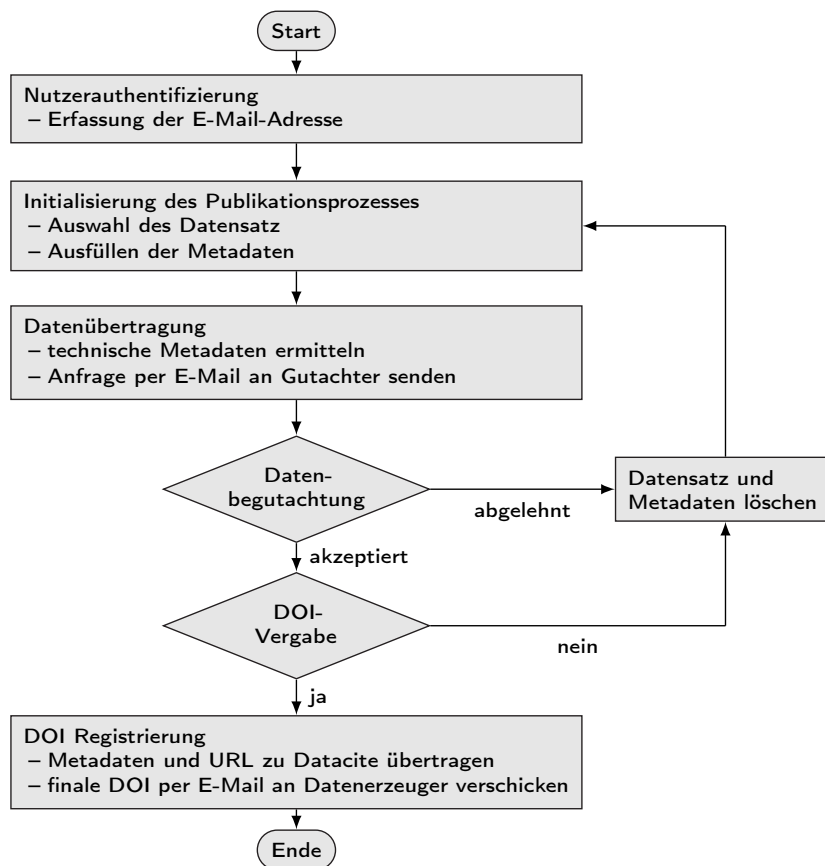 Start
Nutzerauthentifizierung
– Erfassung der E-Mail-Adresse
Initialisierung des Publikationsprozesses
– Auswahl des Datensatz
– Ausfüllen der Metadaten
Datenübertragung
– technische Metadaten ermitteln
– Anfrage per E-Mail an Gutachter senden
Daten-
begutachtung
abgelehnt
Datensatz und
Metadaten löschen
akzeptiert
DOI-
Vergabe
nein
ja
DOI Registrierung
– Metadaten und URL zu Datacite übertragen
– finale DOI per E-Mail an Datenerzeuger verschicken
Ende